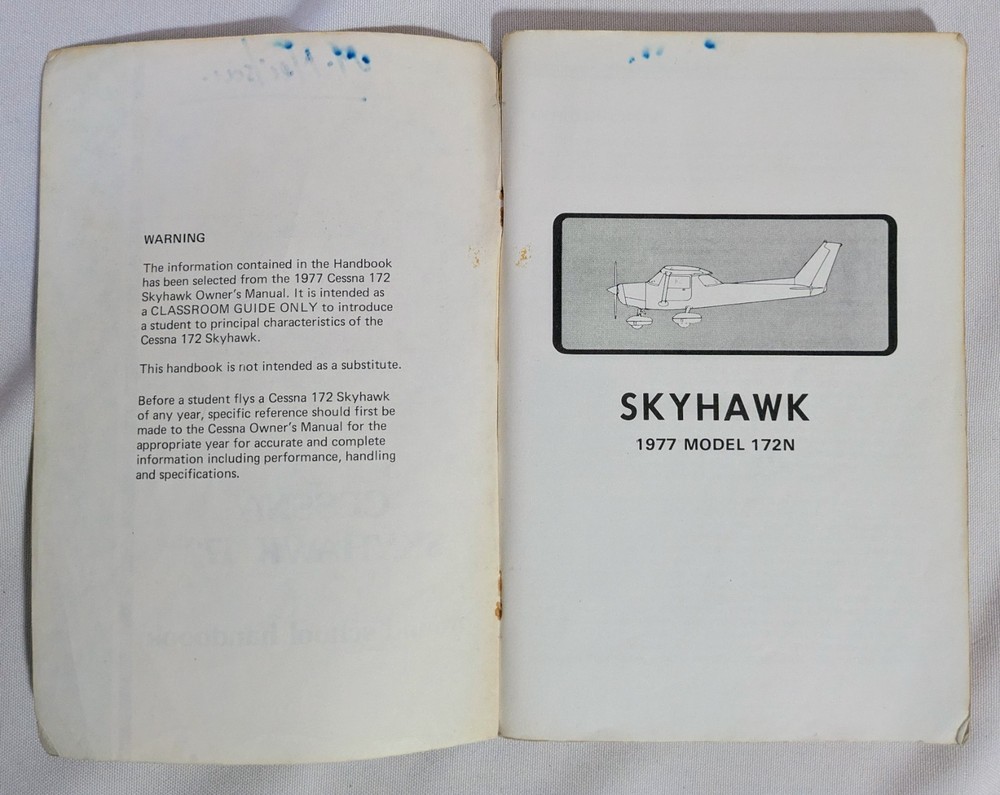 WARNING
The information contained in the Handbook
has been selected from the 1977 Cessna 172
Skyhawk Owner's Manual. It is intended as
a CLASSROOM GUIDE ONLY to introduce
a student to principal characteristics of the
Cessna 172 Skyhawk.
This handbook is not intended as a substitute.
Before a student flys a Cessna 172 Skyhawk
of any year, specific reference should first be
made to the Cessna Owner's Manual for the
appropriate year for accurate and complete
information including performance, handling
and specifications.
SKYHAWK
1977 MODEL 172N